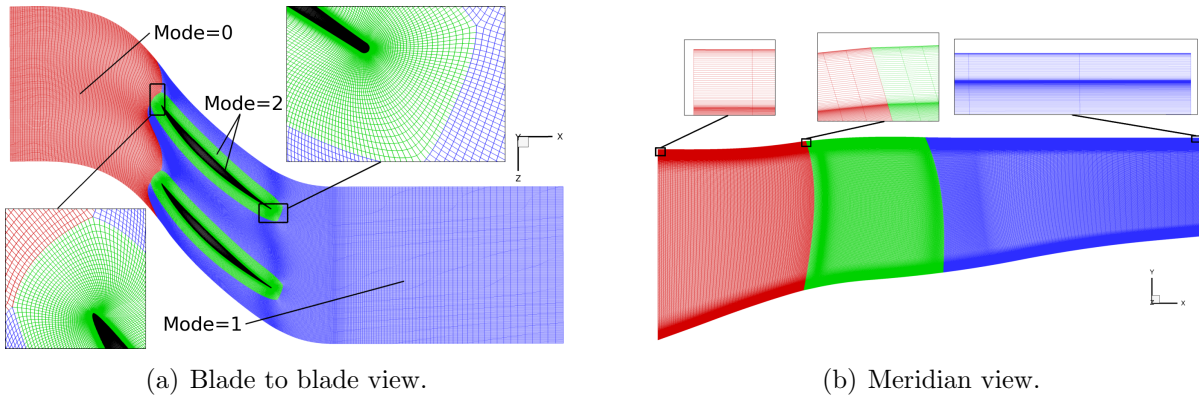 Mode=0
Mode=2
Y X
Z
Mode=1
Y
Z X
(a) Blade to blade view.
(b) Meridian view.